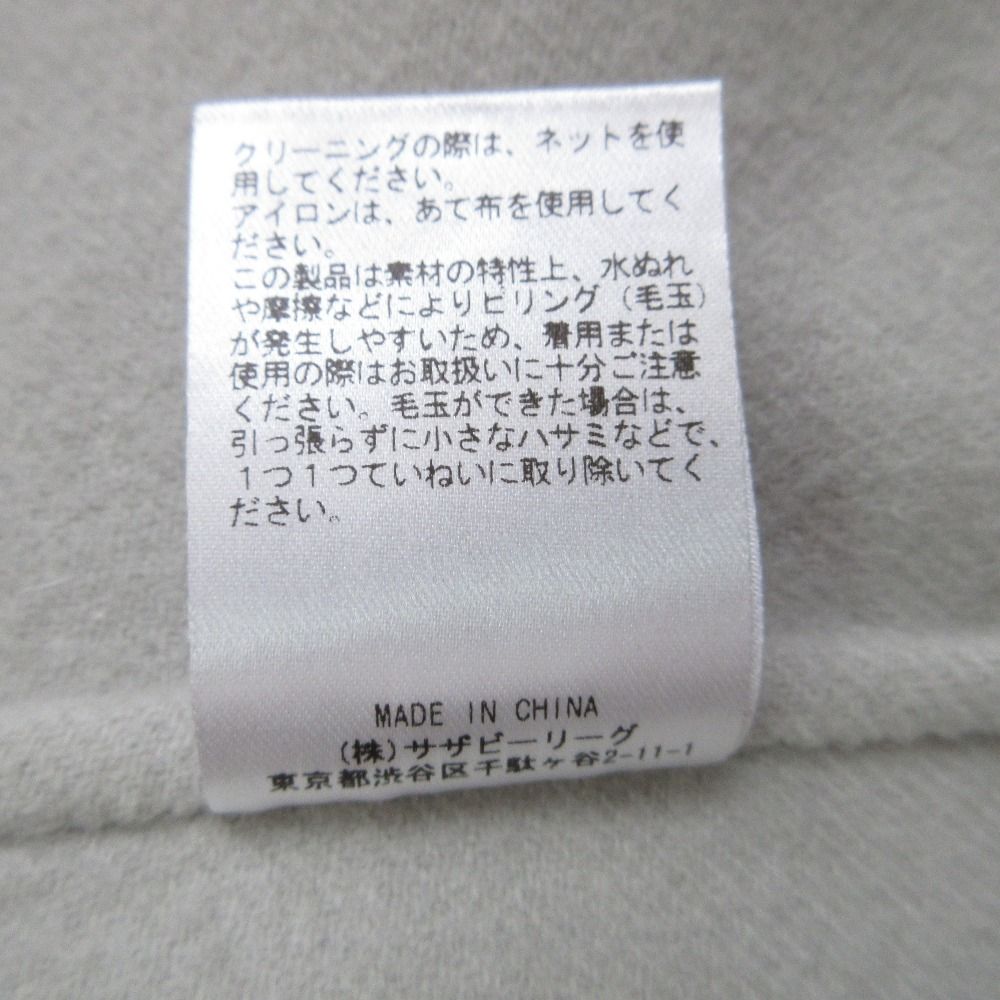 クリーニングの際は、ネットを使
用してください。
アイロンは、あて布を使用してく
ださい。
この製品は素材の特性上、水ぬれ
や摩擦などによりピリング（毛玉）
が発生しやすいため、着用または
使用の際はお取扱いに十分ご注意
ください。毛玉ができた場合は、
引っ張らずに小さなハサミなどで、
１つ１つていねいに取り除いてく
ださい。
MADE IN CHINA
(株)サザビーリーグ
東京都渋谷区千駄ヶ谷2-11-1